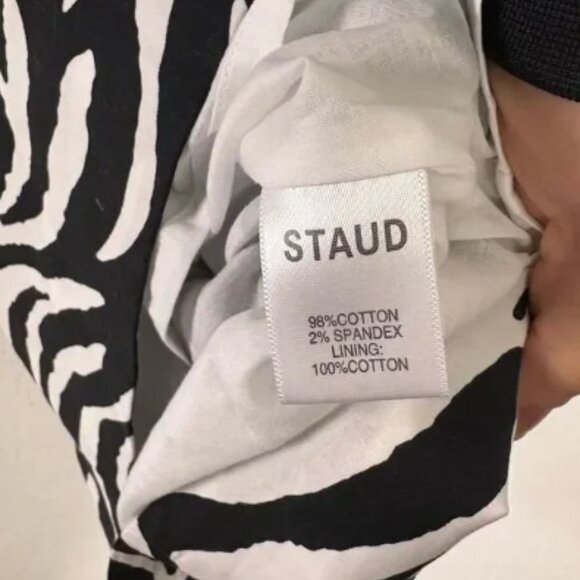 STAUD
98%COTTON
2% SPANDEX
LINING:
100%COTTON